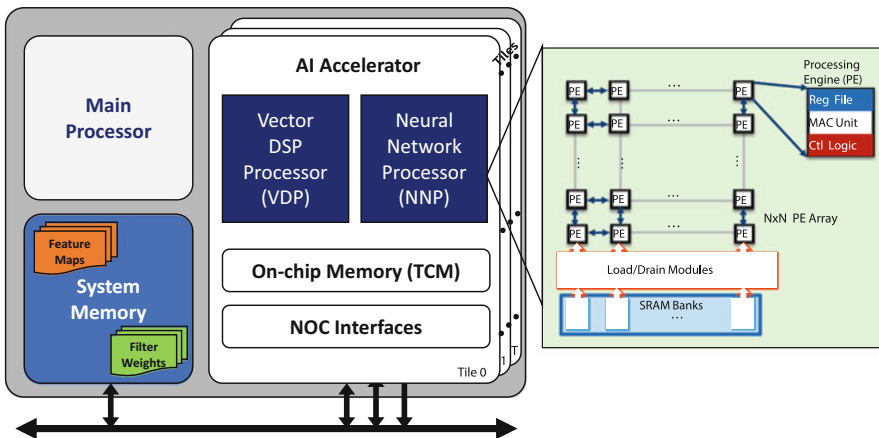 Main
Processor
Feature
Maps
System
Memory
Filter
Weights
Tiles
AI Accelerator
Vector
DSP
Processor
(VDP)
Neural
Network
Processor
(NNP)
On-chip Memory (TCM)
NOC Interfaces
Tile 0
1
T
Processing
Engine (PE)
Reg File
MAC Unit
Ctl Logic
PE PE ... PE
PE PE ... PE
⋮ ⋮ ⋮
PE PE ... PE
NxN PE Array
PE PE ... PE
Load/Drain Modules
SRAM Banks
...